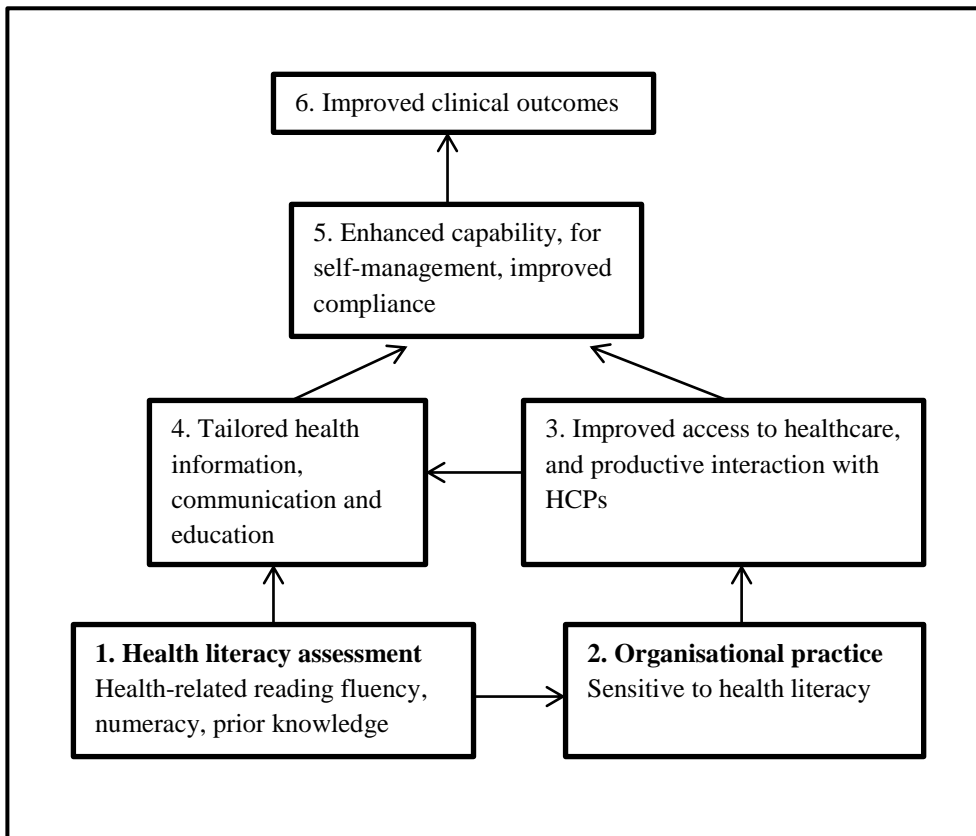 6. Improved clinical outcomes
5. Enhanced capability, for
self-management, improved
compliance
4. Tailored health
information,
communication and
education
3. Improved access to healthcare,
and productive interaction with
HCPs
1. Health literacy assessment
Health-related reading fluency,
numeracy, prior knowledge
2. Organisational practice
Sensitive to health literacy